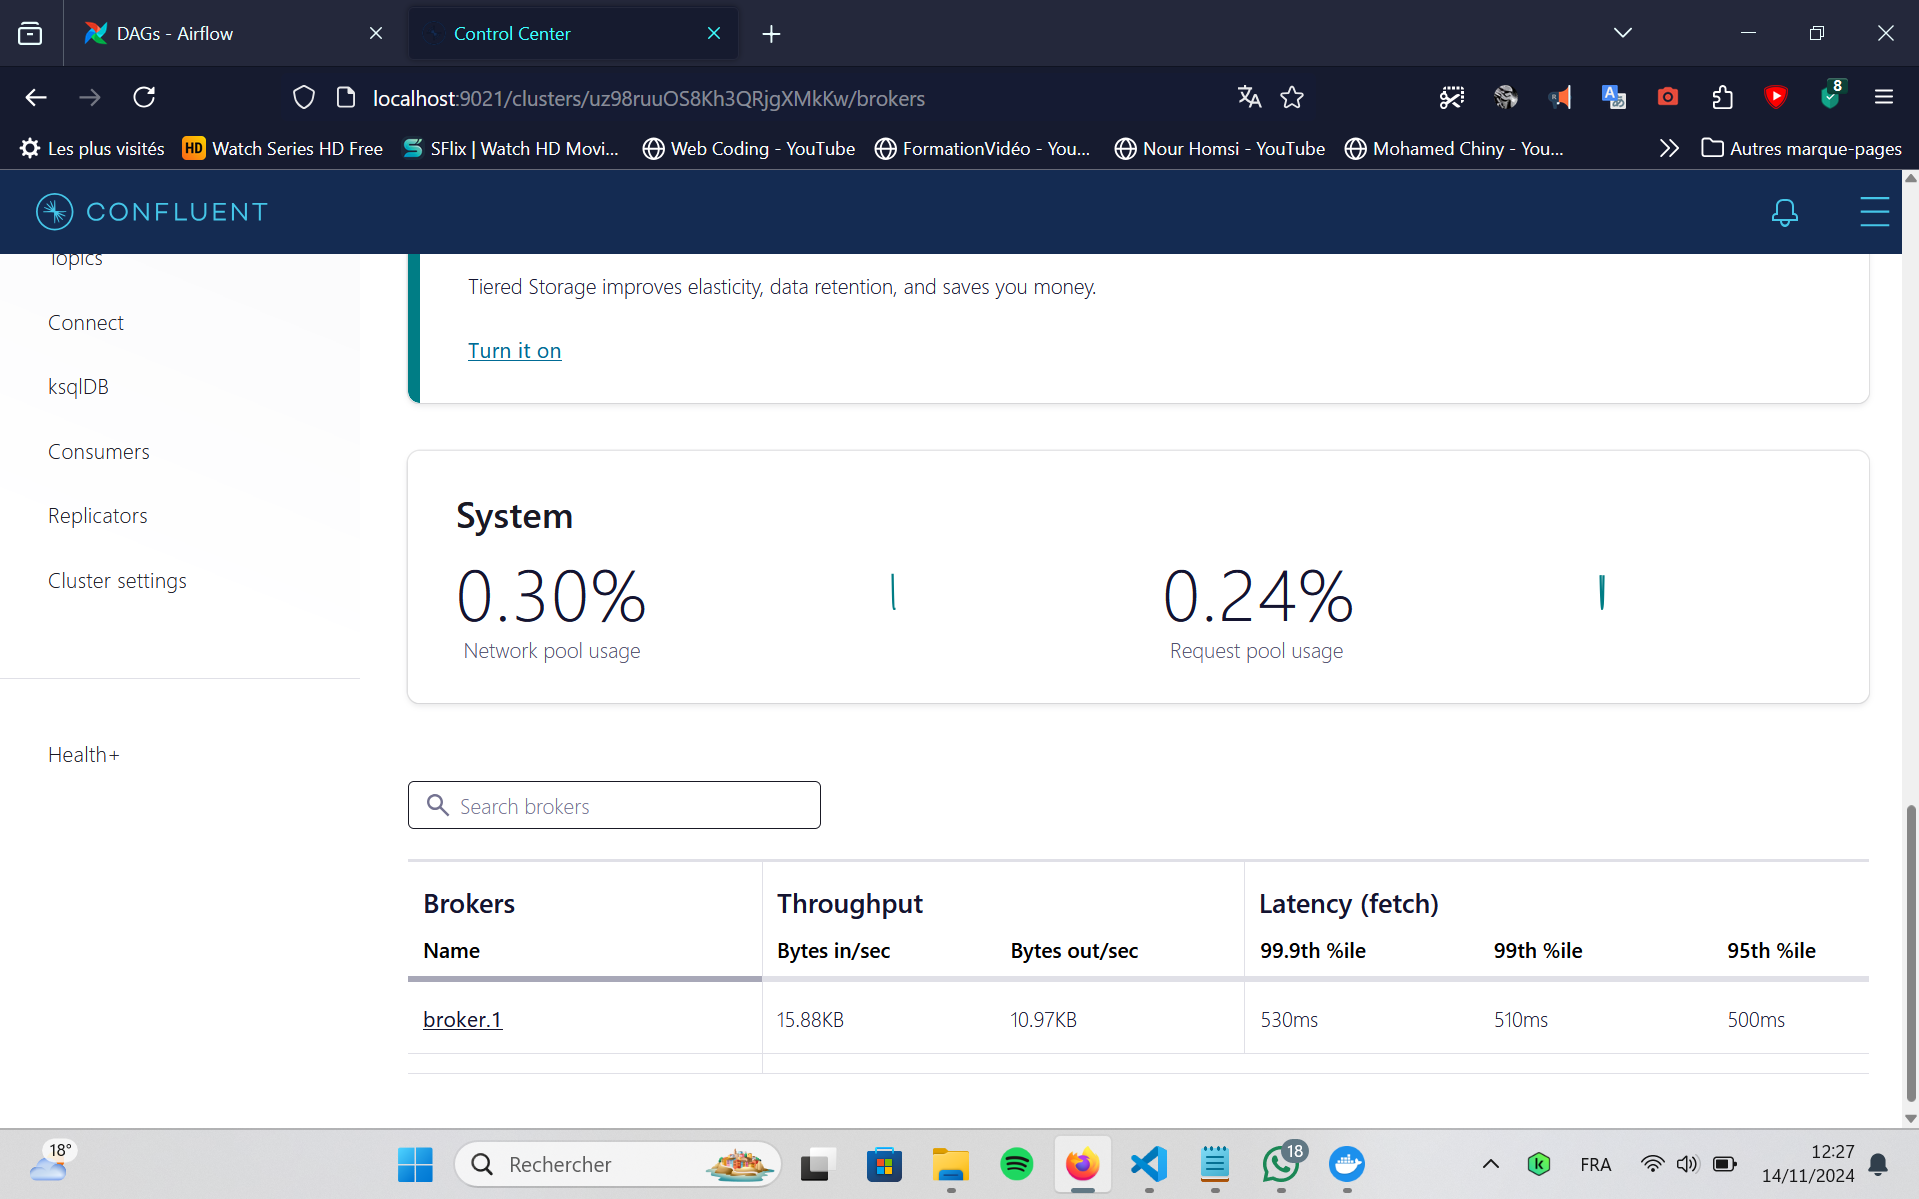 DAGs - Airflow
Control Center
localhost:9021/clusters/uz98ruuOS8Kh3QRjgXMkKw/brokers
8
Les plus visités
HD Watch Series HD Free
SFlix | Watch HD Movi...
Web Coding - YouTube
FormationVidéo - You...
Nour Homsi - YouTube
Mohamed Chiny - You...
Autres marque-pages
CONFLUENT
Topics
Connect
ksqlDB
Consumers
Replicators
Cluster settings
Health+
Tiered Storage improves elasticity, data retention, and saves you money.
Turn it on
System
0.30%
Network pool usage
0.24%
Request pool usage
Search brokers
Brokers Throughput Latency (fetch)
Name Bytes in/sec Bytes out/sec 99.9th %ile 99th %ile 95th %ile
broker.1 15.88KB 10.97KB 530ms 510ms 500ms
18°
Rechercher
18
FRA
12:27
14/11/2024